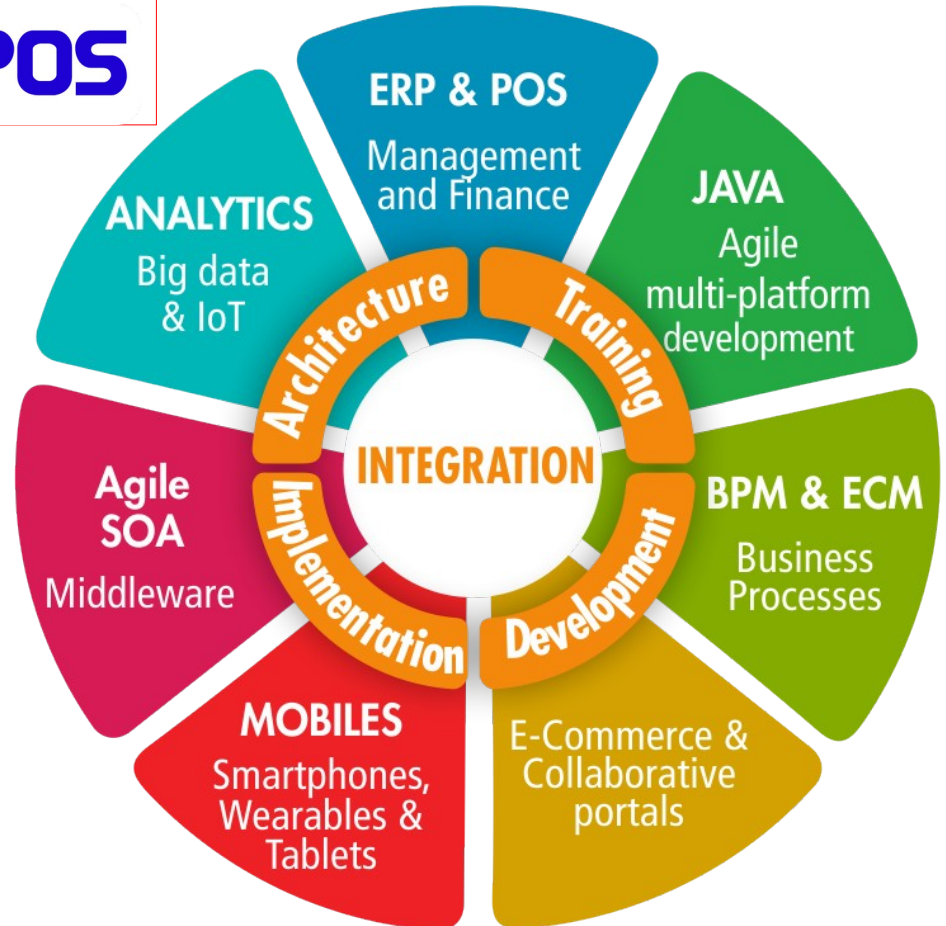 POS
ERP & POS
Management
and Finance
JAVA
Agile
multi-platform
development
BPM & ECM
Business
Processes
E-Commerce &
Collaborative
portals
MOBILES
Smartphones,
Wearables &
Tablets
Agile
SOA
Middleware
ANALYTICS
Big data
& IoT
Architecture
Training
Development
Implementation
INTEGRATION